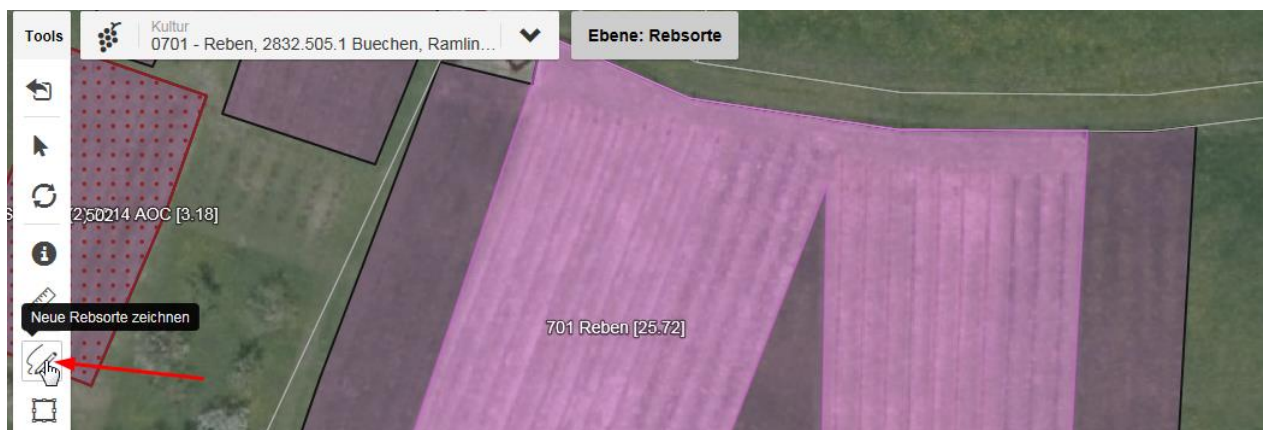 Tools
Kultur
0701 - Reben, 2832.505.1 Buechen, Ramlin...
Ebene: Rebsorte
14 AOC [3.18]
Neue Rebsorte zeichnen
701 Reben [25.72]